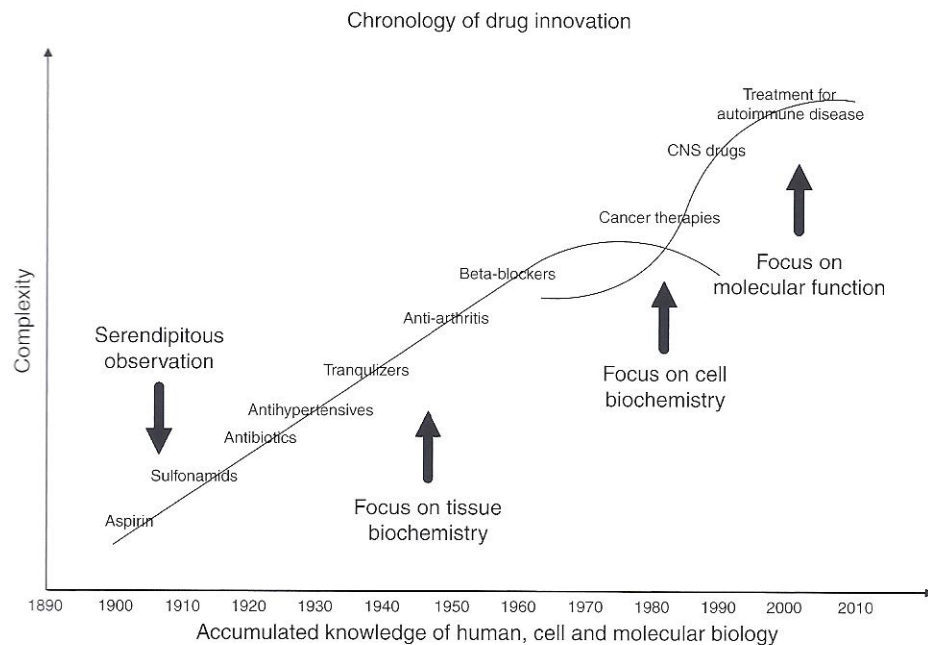 Chronology of drug innovation
Treatment for
autoimmune disease
CNS drugs
Cancer therapies
Focus on
molecular function
Beta-blockers
Complexity
Anti-arthritis
Serendipitous
observation
Focus on cell
biochemistry
Tranqulizers
Antihypertensives
Antibiotics
Sulfonamids
Focus on tissue
biochemistry
Aspirin
1890 1900 1910 1920 1930 1940 1950 1960 1970 1980 1990 2000 2010
Accumulated knowledge of human, cell and molecular biology